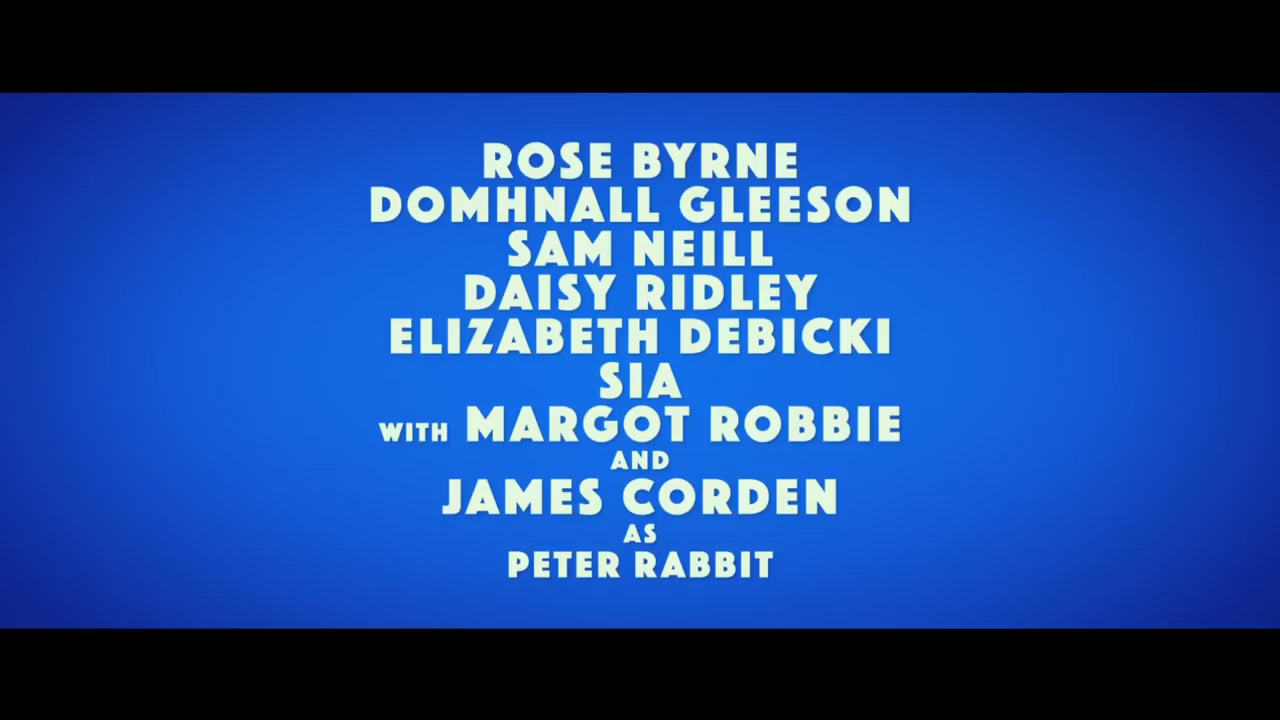 ROSE BYRNE
DOMHNALL GLEESON
SAM NEILL
DAISY RIDLEY
ELIZABETH DEBICKI
SIA
WITH MARGOT ROBBIE
AND
JAMES CORDEN
AS
PETER RABBIT